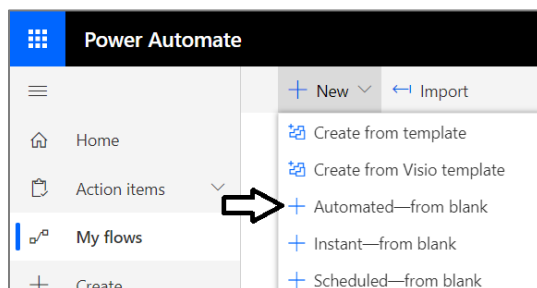 Power Automate
New
Import
Home
Create from template
Create from Visio template
Action items
Automated—from blank
My flows
Instant—from blank
Create
Scheduled—from blank